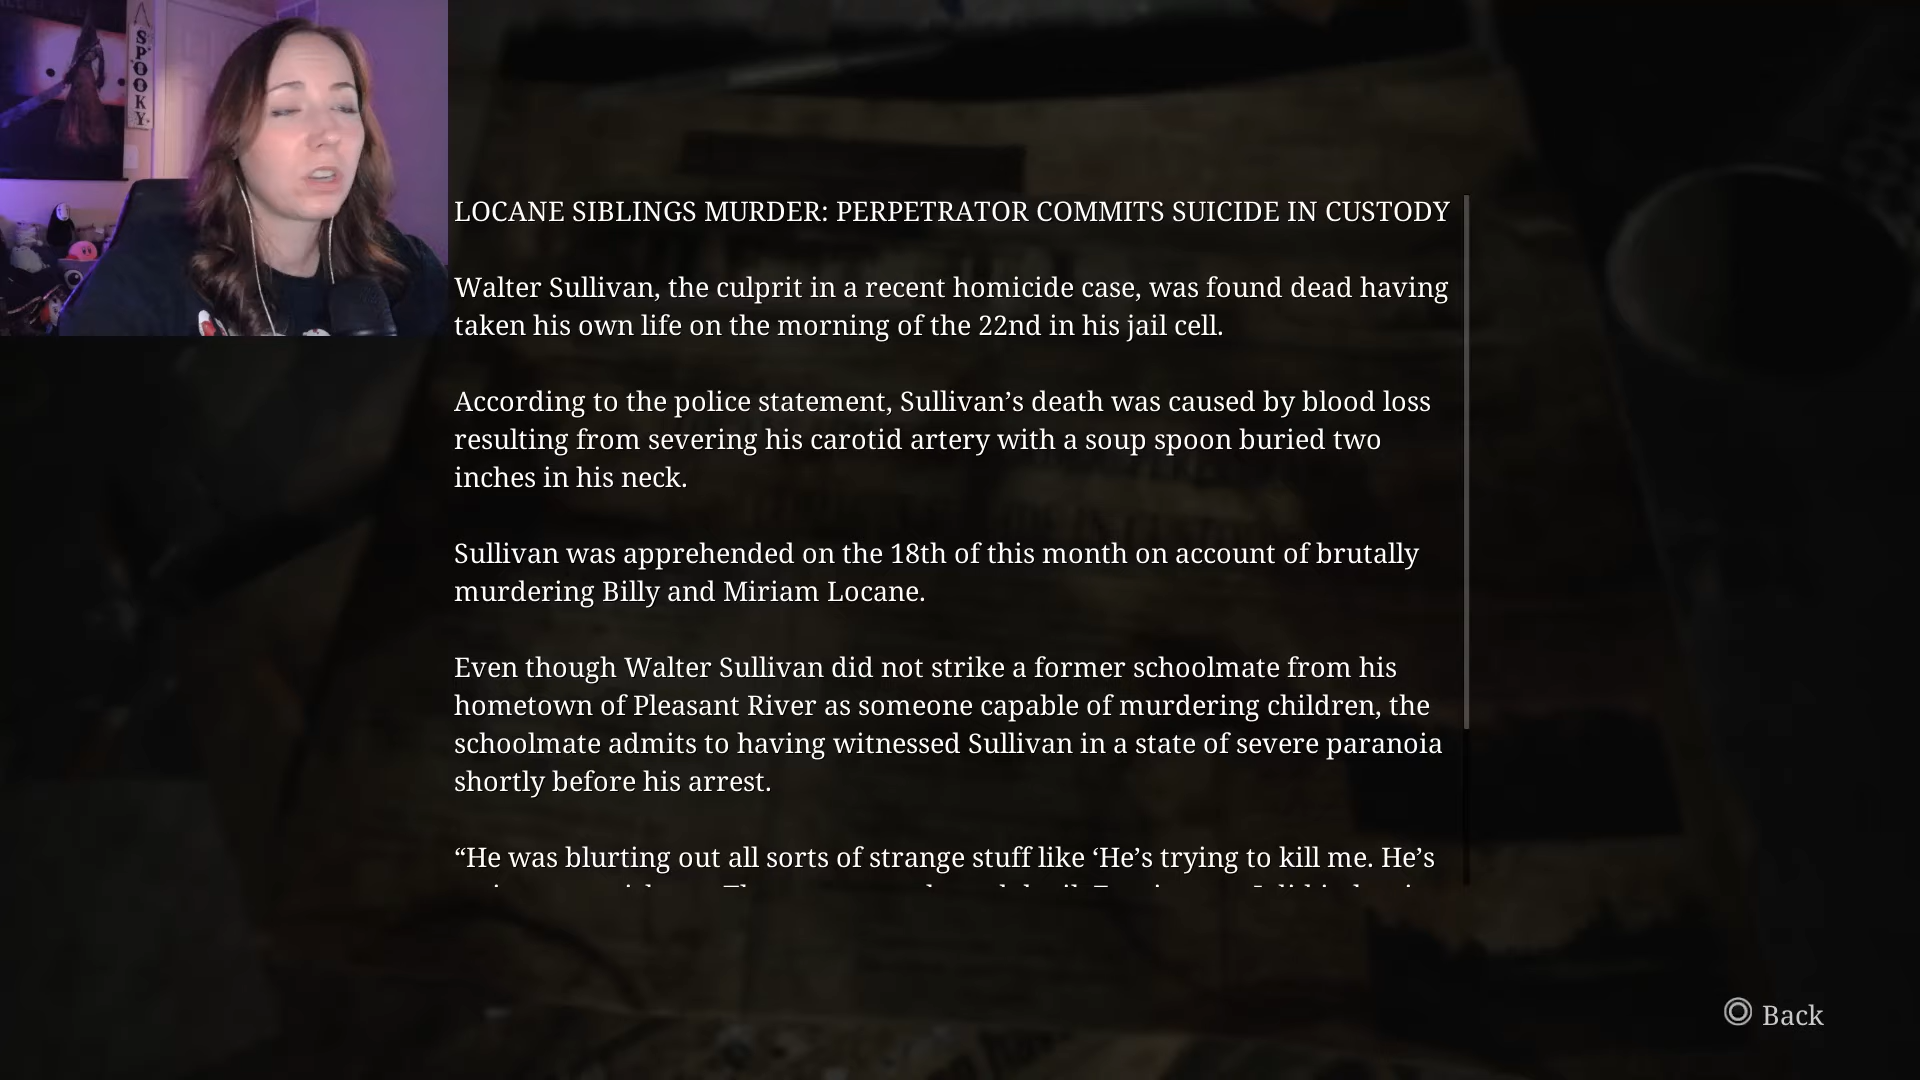 SPOOKY
LOCANE SIBLINGS MURDER: PERPETRATOR COMMITS SUICIDE IN CUSTODY
Walter Sullivan, the culprit in a recent homicide case, was found dead having
taken his own life on the morning of the 22nd in his jail cell.
According to the police statement, Sullivan’s death was caused by blood loss
resulting from severing his carotid artery with a soup spoon buried two
inches in his neck.
Sullivan was apprehended on the 18th of this month on account of brutally
murdering Billy and Miriam Locane.
Even though Walter Sullivan did not strike a former schoolmate from his
hometown of Pleasant River as someone capable of murdering children, the
schoolmate admits to having witnessed Sullivan in a state of severe paranoia
shortly before his arrest.
“He was blurting out all sorts of strange stuff like ‘He’s trying to kill me. He’s
Back